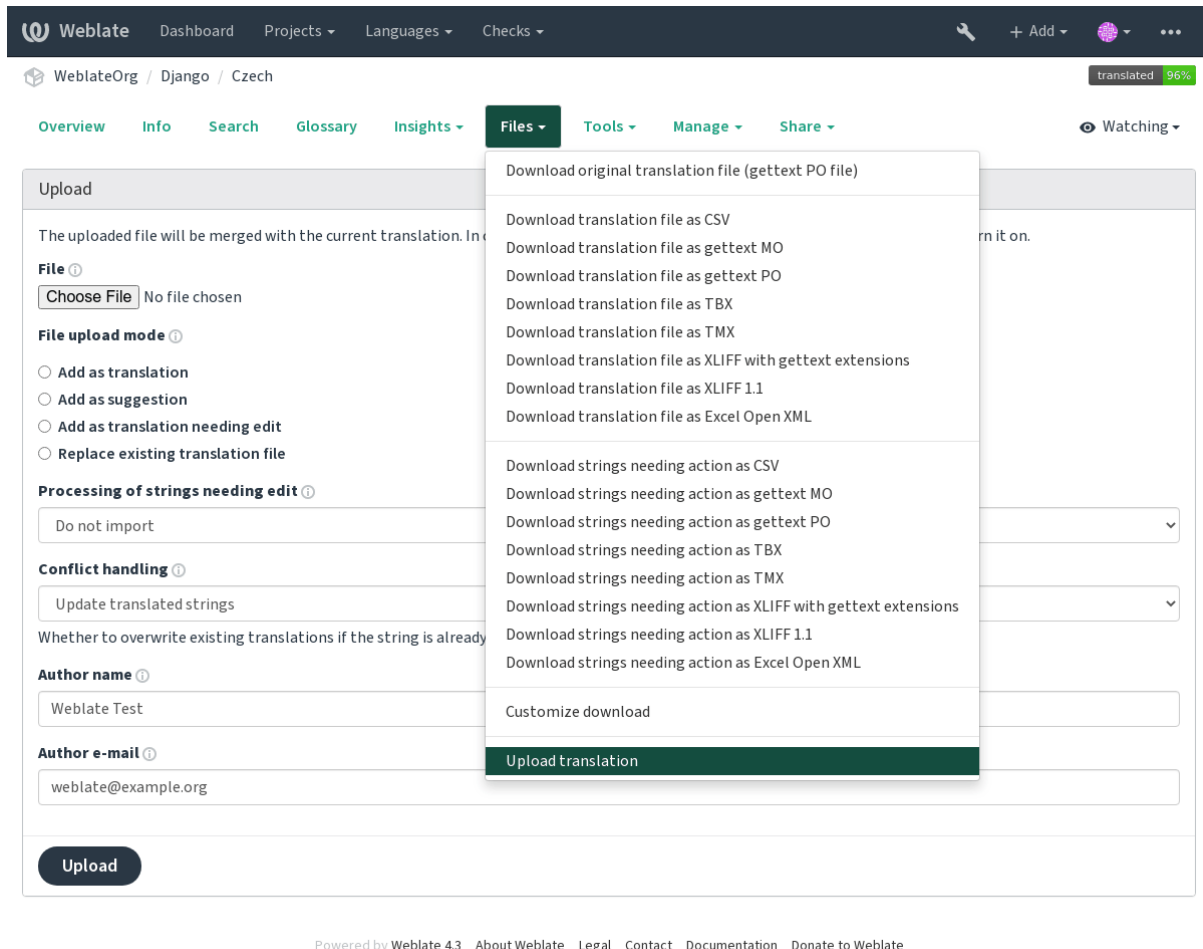 Weblate Dashboard Projects Languages Checks + Add
WeblateOrg / Django / Czech translated 96%
Overview Info Search Glossary Insights Files Tools Manage Share Watching
Upload
The uploaded file will be merged with the current translation. In rn it on.
File
Choose File No file chosen
File upload mode
Add as translation
Add as suggestion
Add as translation needing edit
Replace existing translation file
Processing of strings needing edit
Do not import
Conflict handling
Update translated strings
Whether to overwrite existing translations if the string is already
Author name
Weblate Test
Author e-mail
weblate@example.org
Upload
Download original translation file (gettext PO file)
Download translation file as CSV
Download translation file as gettext MO
Download translation file as gettext PO
Download translation file as TBX
Download translation file as TMX
Download translation file as XLIFF with gettext extensions
Download translation file as XLIFF 1.1
Download translation file as Excel Open XML
Download strings needing action as CSV
Download strings needing action as gettext MO
Download strings needing action as gettext PO
Download strings needing action as TBX
Download strings needing action as TMX
Download strings needing action as XLIFF with gettext extensions
Download strings needing action as XLIFF 1.1
Download strings needing action as Excel Open XML
Customize download
Upload translation
Powered by Weblate 4.3 About Weblate Legal Contact Documentation Donate to Weblate